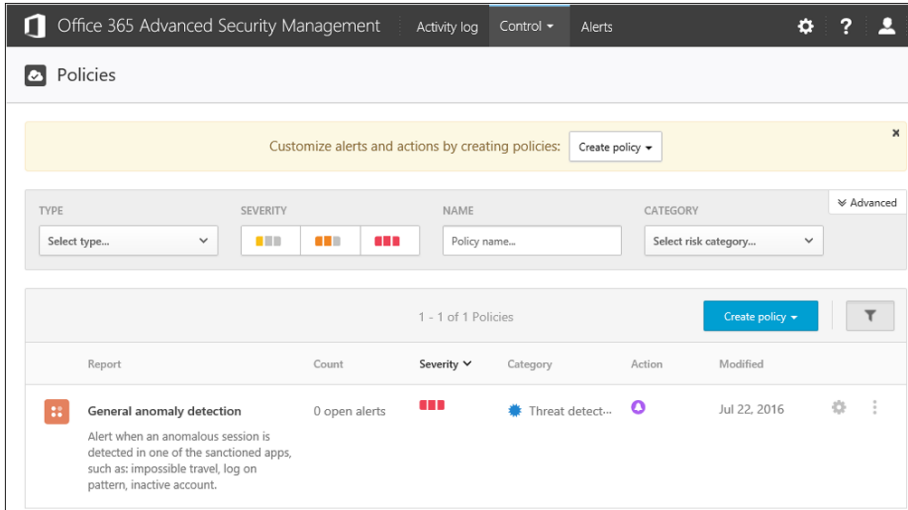 Office 365 Advanced Security Management Activity log Control Alerts ?
Policies
Customize alerts and actions by creating policies: Create policy
x
TYPE SEVERITY NAME CATEGORY Advanced
Select type... Policy name... Select risk category...
1 - 1 of 1 Policies Create policy
Report Count Severity Category Action Modified
General anomaly detection 0 open alerts Threat detect... Jul 22, 2016
Alert when an anomalous session is
detected in one of the sanctioned apps,
such as: impossible travel, log on
pattern, inactive account.